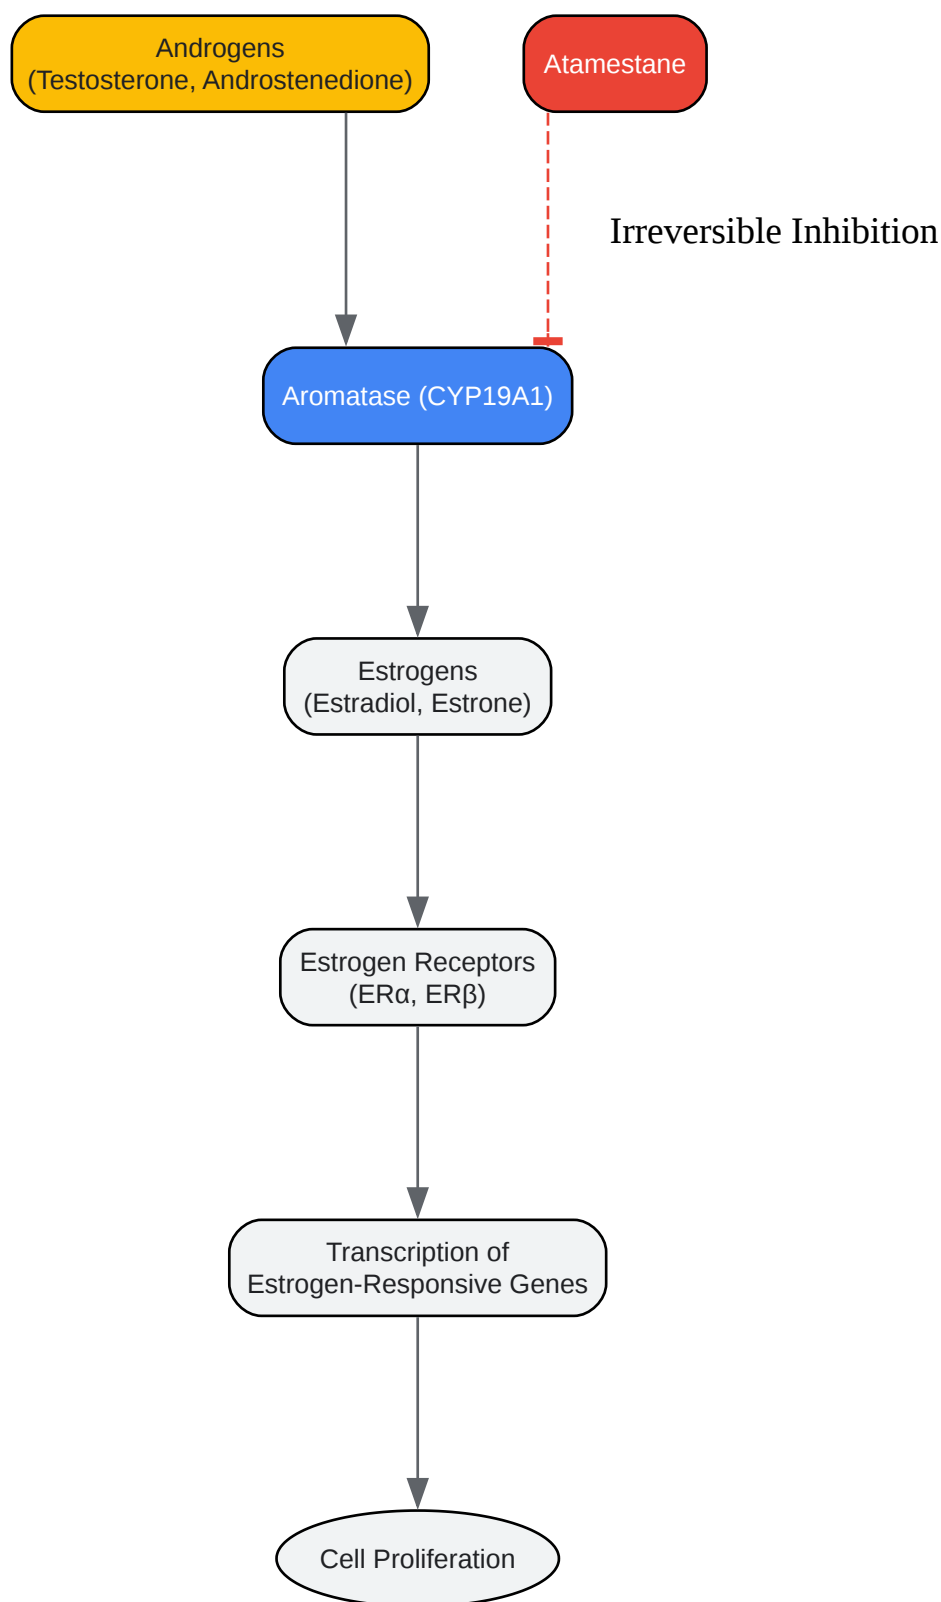 Androgens
(Testosterone, Androstenedione)
Atamestane
Irreversible Inhibition
Aromatase (CYP19A1)
Estrogens
(Estradiol, Estrone)
Estrogen Receptors
(ERα, ERβ)
Transcription of
Estrogen-Responsive Genes
Cell Proliferation